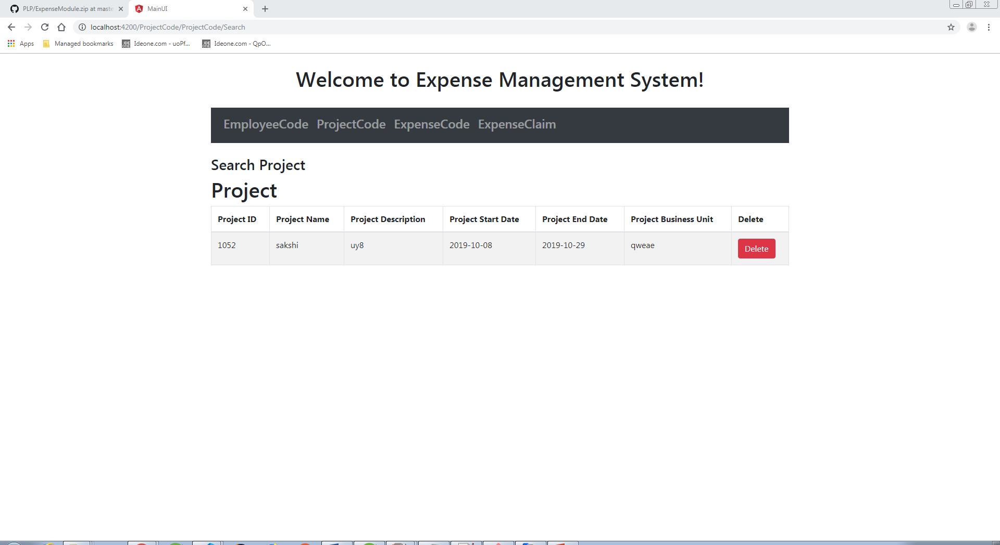 PLP/ExpenseModule.zip at maste
MainUI
localhost:4200/ProjectCode/ProjectCode/Search
Apps Managed bookmarks Ideone.com - uoPf... Ideone.com - QpO...
Welcome to Expense Management System!
EmployeeCode ProjectCode ExpenseCode ExpenseClaim
Search Project
Project
Project ID Project Name Project Description Project Start Date Project End Date Project Business Unit Delete
1052 sakshi uy8 2019-10-08 2019-10-29 qweae Delete